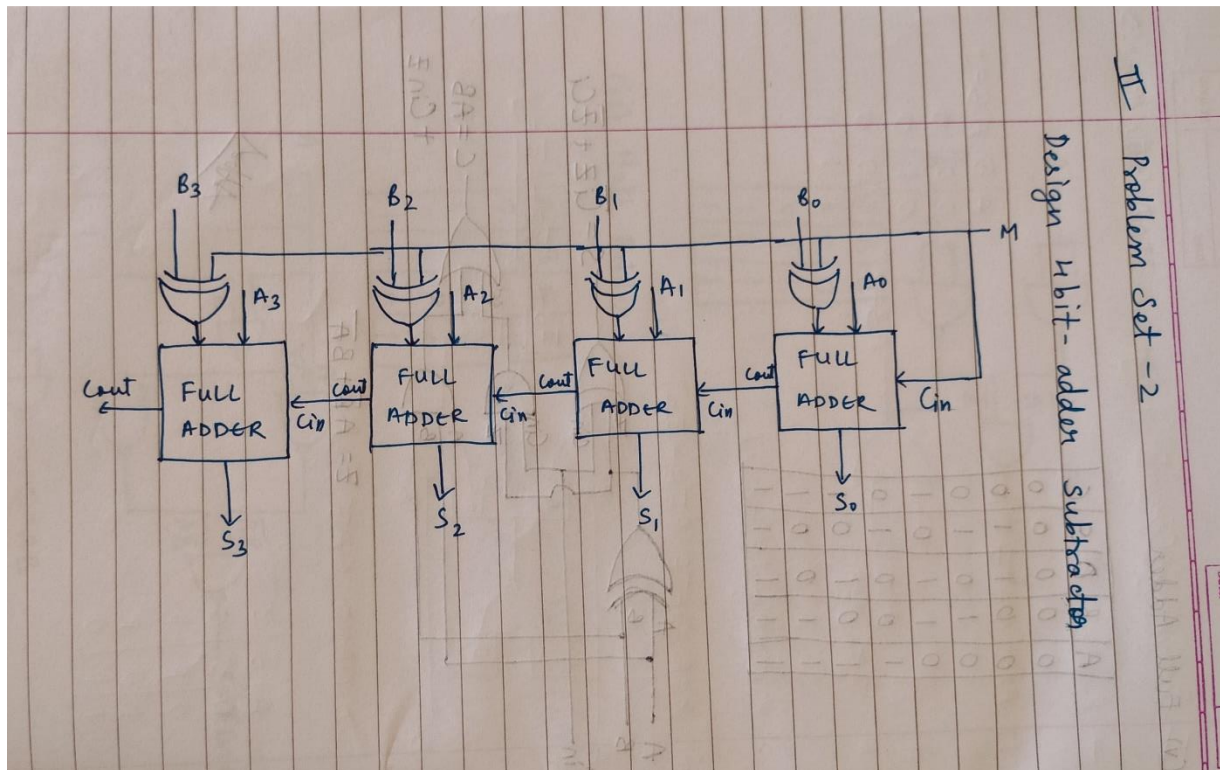 II Problem Set-2
Design 4bit-adder subtractor
B3 B2 B1 B0
M
A3 A2 A1 A0
FULL ADDER
FULL ADDER
FULL ADDER
FULL ADDER
Cout Cin Cout Cin Cout Cin Cout Cin
S3 S2 S1 S0